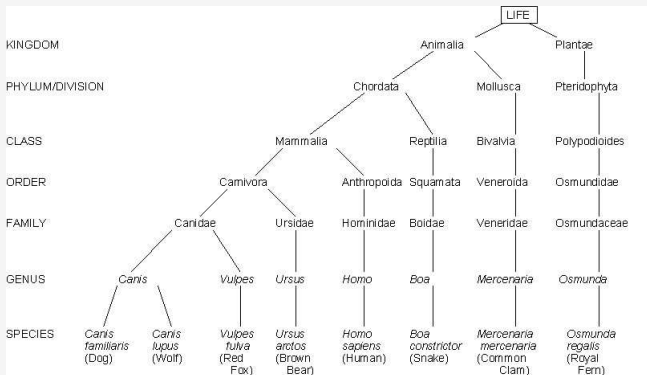 LIFE
KINGDOM Animalia Plantae
PHYLUM/DIVISION Chordata Mollusca Pteridophyta
CLASS Mammalia Reptilia Bivalvia Polypodioides
ORDER Carnivora Anthropoida Squamata Veneroida Osmundidae
FAMILY Canidae Ursidae Hominidae Boidae Veneridae Osmundaceae
GENUS Canis Vulpes Ursus Homo Boa Mercenaria Osmunda
SPECIES Canis Canis Vulpes Ursus Homo Boa Mercenaria Osmunda
familiaris lupus fulva arctos sapiens constrictor mercenaria regalis
(Dog) (Wolf) (Red (Brown (Human) (Snake) (Common (Royal
Fox) Bear) Clam) Fern)